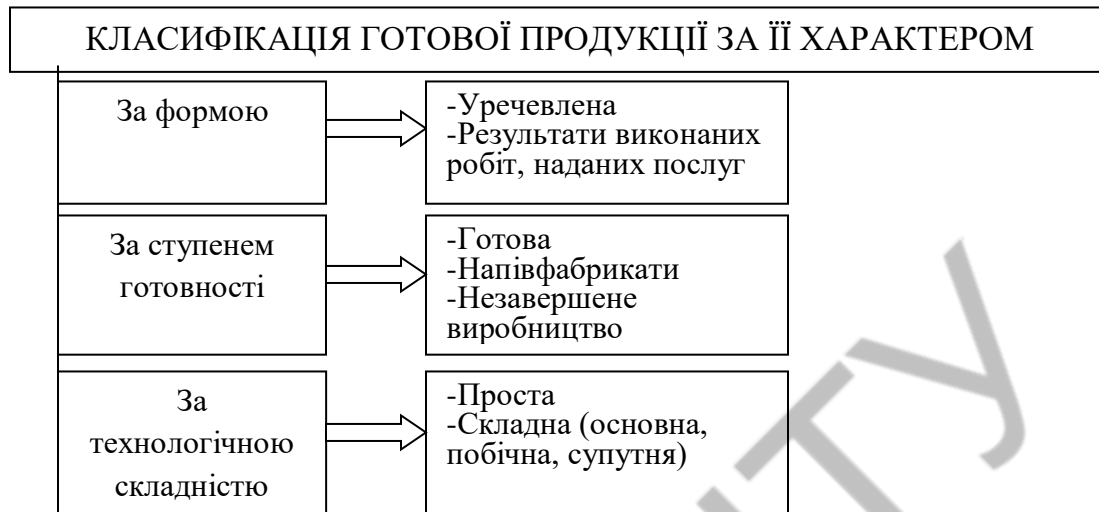 КЛАСИФІКАЦІЯ ГОТОВОЇ ПРОДУКЦІЇ ЗА ЇЇ ХАРАКТЕРОМ
За формою
-Уречевлена
-Результати виконаних
робіт, наданих послуг
За ступенем
готовності
-Готова
-Напівфабрикати
-Незавершене
виробництво
За
технологічною
складністю
-Проста
-Складна (основна,
побічна, супутня)